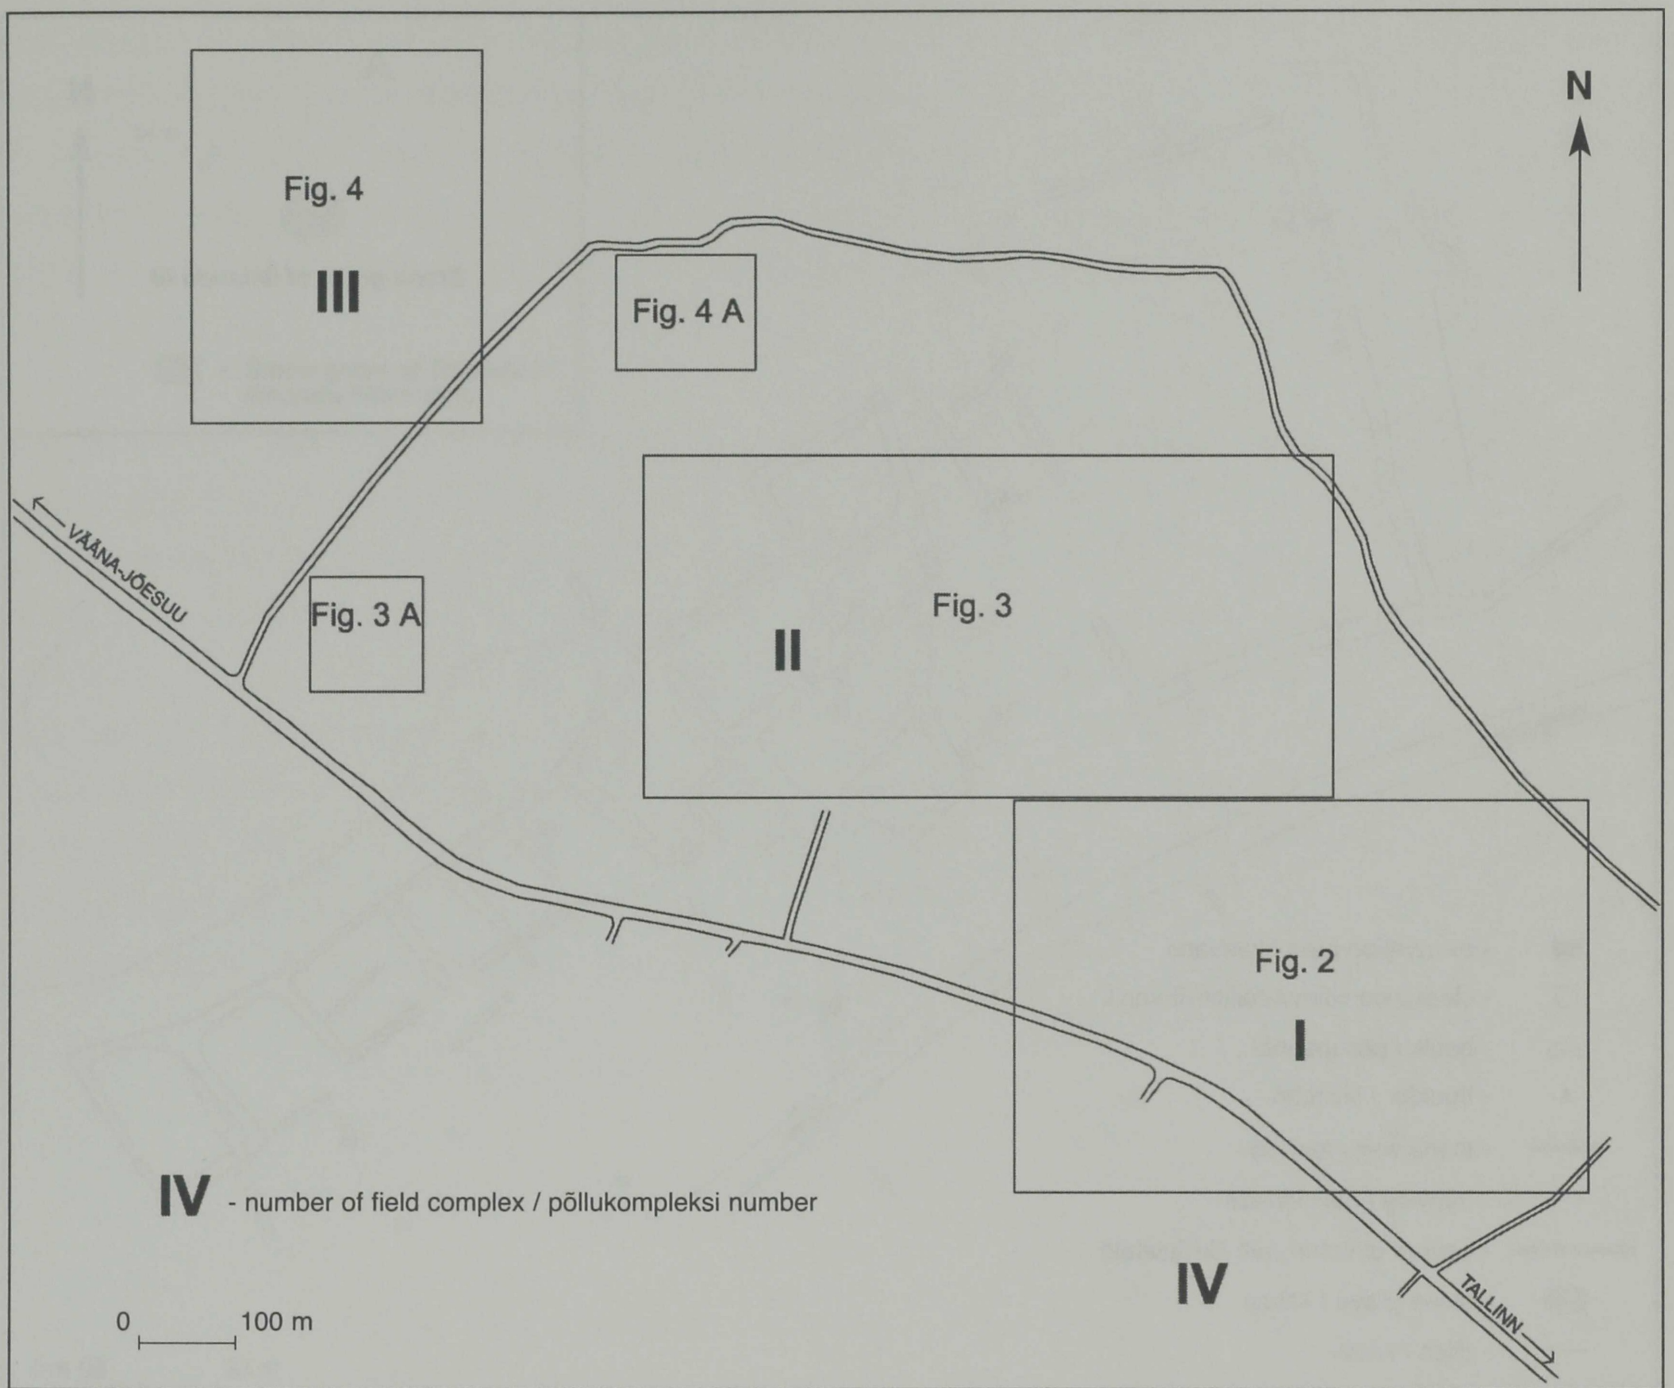 N
Fig. 4
III
Fig. 4 A
VÄÄNA-JÕESUU
Fig. 3 A
Fig. 3
II
Fig. 2
I
IV - number of field complex / põllukompleksi number
IV
TALLINN
0 100 m